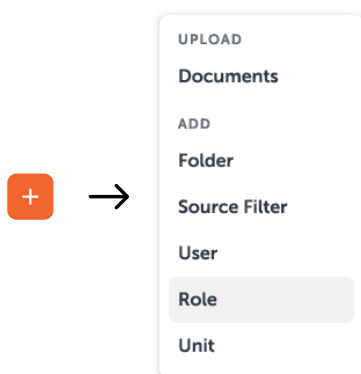 UPLOAD
Documents
ADD
Folder
Source Filter
User
Role
Unit